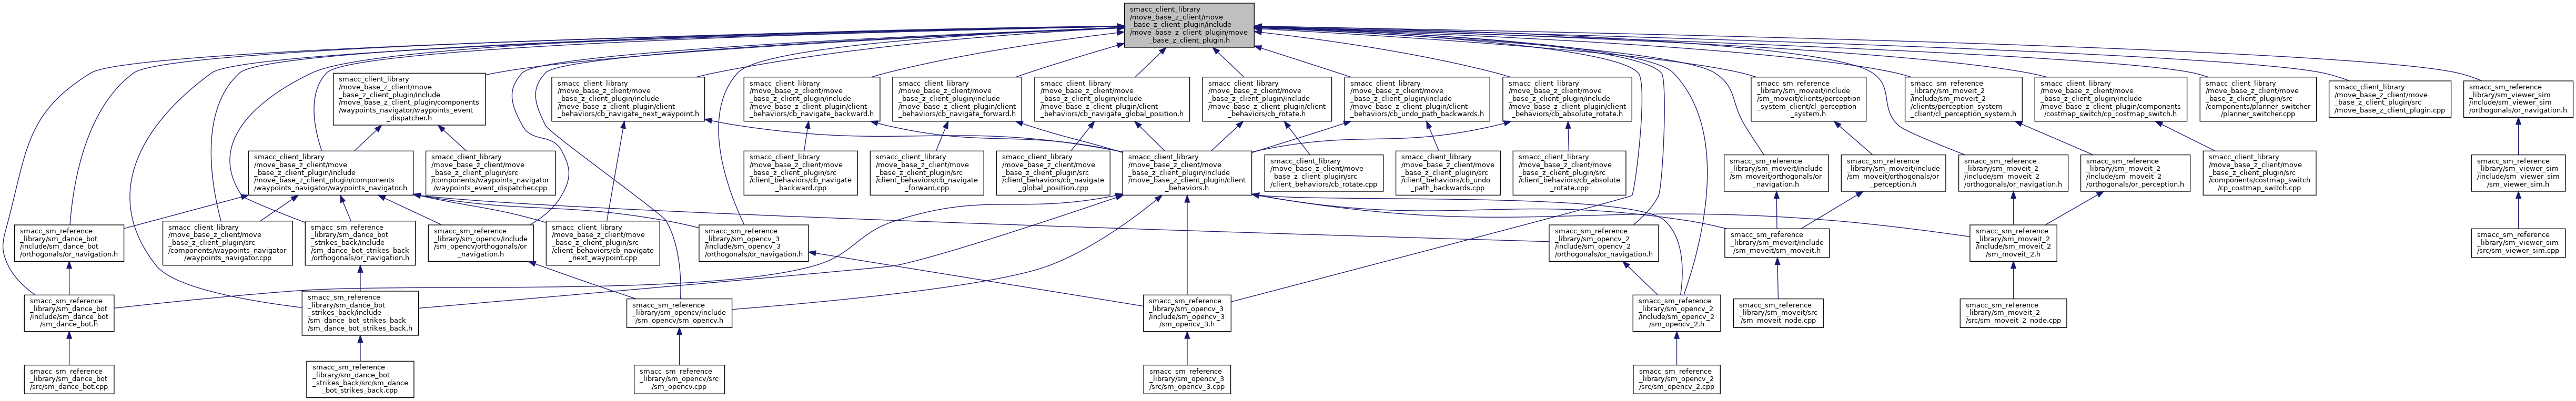 smacc_client_library
/move_base_z_client/move
_base_z_client_plugin/include
/move_base_z_client_plugin/move
_base_z_client_plugin.h
smacc_client_library
/move_base_z_client/move
_base_z_client_plugin/include
/move_base_z_client_plugin/components
/waypoints_navigator/waypoints_event
_dispatcher.h
smacc_client_library
/move_base_z_client/move
_base_z_client_plugin/include
/move_base_z_client_plugin/client
_behaviors/cb_navigate_next_waypoint.h
smacc_client_library
/move_base_z_client/move
_base_z_client_plugin/include
/move_base_z_client_plugin/client
_behaviors/cb_navigate_backward.h
smacc_client_library
/move_base_z_client/move
_base_z_client_plugin/include
/move_base_z_client_plugin/client
_behaviors/cb_navigate_forward.h
smacc_client_library
/move_base_z_client/move
_base_z_client_plugin/include
/move_base_z_client_plugin/client
_behaviors/cb_navigate_global_position.h
smacc_client_library
/move_base_z_client/move
_base_z_client_plugin/include
/move_base_z_client_plugin/client
_behaviors/cb_rotate.h
smacc_client_library
/move_base_z_client/move
_base_z_client_plugin/include
/move_base_z_client_plugin/client
_behaviors/cb_undo_path_backwards.h
smacc_client_library
/move_base_z_client/move
_base_z_client_plugin/include
/move_base_z_client_plugin/client
_behaviors/cb_absolute_rotate.h
smacc_sm_reference
_library/sm_moveit/include
/sm_moveit/clients/perception
_system_client/cl_perception
_system.h
smacc_sm_reference
_library/sm_moveit_2
/include/sm_moveit_2
/clients/perception_system
_client/cl_perception_system.h
smacc_client_library
/move_base_z_client/move
_base_z_client_plugin/include
/move_base_z_client_plugin/components
/costmap_switch/cp_costmap_switch.h
smacc_client_library
/move_base_z_client/move
_base_z_client_plugin/src
/components/planner_switcher
/planner_switcher.cpp
smacc_client_library
/move_base_z_client/move
_base_z_client_plugin/src
/move_base_z_client_plugin.cpp
smacc_sm_reference
_library/sm_viewer_sim
/include/sm_viewer_sim
/orthogonals/or_navigation.h
smacc_client_library
/move_base_z_client/move
_base_z_client_plugin/include
/move_base_z_client_plugin/components
/waypoints_navigator/waypoints_navigator.h
smacc_client_library
/move_base_z_client/move
_base_z_client_plugin/src
/components/waypoints_navigator
/waypoints_event_dispatcher.cpp
smacc_client_library
/move_base_z_client/move
_base_z_client_plugin/src
/client_behaviors/cb_navigate
_backward.cpp
smacc_client_library
/move_base_z_client/move
_base_z_client_plugin/src
/client_behaviors/cb_navigate
_forward.cpp
smacc_client_library
/move_base_z_client/move
_base_z_client_plugin/src
/client_behaviors/cb_navigate
_global_position.cpp
smacc_client_library
/move_base_z_client/move
_base_z_client_plugin/include
/move_base_z_client_plugin/client
_behaviors.h
smacc_client_library
/move_base_z_client/move
_base_z_client_plugin/src
/client_behaviors/cb_rotate.cpp
smacc_client_library
/move_base_z_client/move
_base_z_client_plugin/src
/client_behaviors/cb_undo
_path_backwards.cpp
smacc_client_library
/move_base_z_client/move
_base_z_client_plugin/src
/client_behaviors/cb_absolute
_rotate.cpp
smacc_sm_reference
_library/sm_moveit/include
/sm_moveit/orthogonals/or
_navigation.h
smacc_sm_reference
_library/sm_moveit/include
/sm_moveit/orthogonals/or
_perception.h
smacc_sm_reference
_library/sm_moveit_2
/include/sm_moveit_2
/orthogonals/or_navigation.h
smacc_sm_reference
_library/sm_moveit_2
/include/sm_moveit_2
/orthogonals/or_perception.h
smacc_client_library
/move_base_z_client/move
_base_z_client_plugin/src
/components/costmap_switch
/cp_costmap_switch.cpp
smacc_sm_reference
_library/sm_viewer_sim
/include/sm_viewer_sim
/sm_viewer_sim.h
smacc_sm_reference
_library/sm_dance_bot
/include/sm_dance_bot
/orthogonals/or_navigation.h
smacc_client_library
/move_base_z_client/move
_base_z_client_plugin/src
/components/waypoints_navigator
/waypoints_navigator.cpp
smacc_sm_reference
_library/sm_dance_bot
_strikes_back/include
/sm_dance_bot_strikes_back
/orthogonals/or_navigation.h
smacc_sm_reference
_library/sm_opencv/include
/sm_opencv/orthogonals/or
_navigation.h
smacc_client_library
/move_base_z_client/move
_base_z_client_plugin/src
/client_behaviors/cb_navigate
_next_waypoint.cpp
smacc_sm_reference
_library/sm_opencv_3
/include/sm_opencv_3
/orthogonals/or_navigation.h
smacc_sm_reference
_library/sm_opencv_2
/include/sm_opencv_2
/orthogonals/or_navigation.h
smacc_sm_reference
_library/sm_moveit/include
/sm_moveit/sm_moveit.h
smacc_sm_reference
_library/sm_moveit_2
/include/sm_moveit_2
/sm_moveit_2.h
smacc_sm_reference
_library/sm_viewer_sim
/src/sm_viewer_sim.cpp
smacc_sm_reference
_library/sm_dance_bot
/include/sm_dance_bot
/sm_dance_bot.h
smacc_sm_reference
_library/sm_dance_bot
_strikes_back/include
/sm_dance_bot_strikes_back
/sm_dance_bot_strikes_back.h
smacc_sm_reference
_library/sm_opencv/include
/sm_opencv/sm_opencv.h
smacc_sm_reference
_library/sm_opencv_3
/include/sm_opencv_3
/sm_opencv_3.h
smacc_sm_reference
_library/sm_opencv_2
/include/sm_opencv_2
/sm_opencv_2.h
smacc_sm_reference
_library/sm_moveit/src
/sm_moveit_node.cpp
smacc_sm_reference
_library/sm_moveit_2
/src/sm_moveit_2_node.cpp
smacc_sm_reference
_library/sm_dance_bot
/src/sm_dance_bot.cpp
smacc_sm_reference
_library/sm_dance_bot
_strikes_back/src/sm_dance
_bot_strikes_back.cpp
smacc_sm_reference
_library/sm_opencv/src
/sm_opencv.cpp
smacc_sm_reference
_library/sm_opencv_3
/src/sm_opencv_3.cpp
smacc_sm_reference
_library/sm_opencv_2
/src/sm_opencv_2.cpp